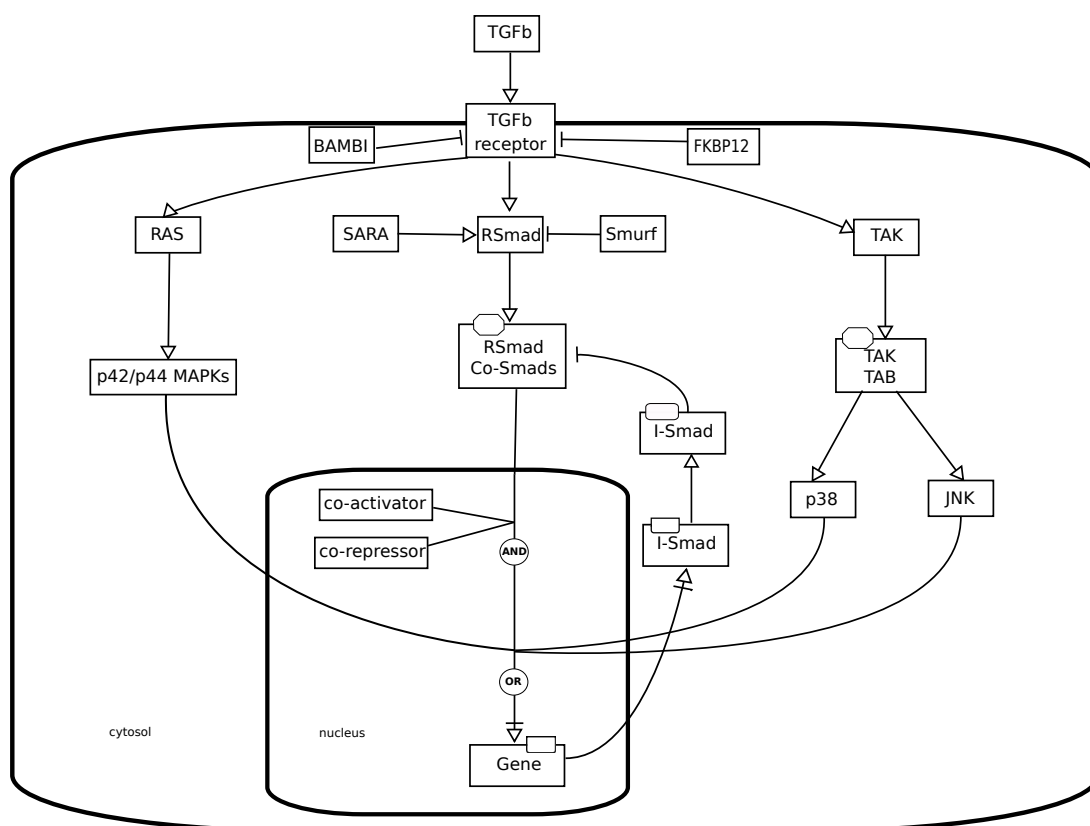 TGFb
TGFb
receptor
BAMBI
FKBP12
RAS
SARA
RSmad
Smurf
TAK
RSmad
Co-Smads
TAK
TAB
p42/p44 MAPKs
I-Smad
co-activator
p38
JNK
co-repressor
AND
I-Smad
OR
cytosol
nucleus
Gene